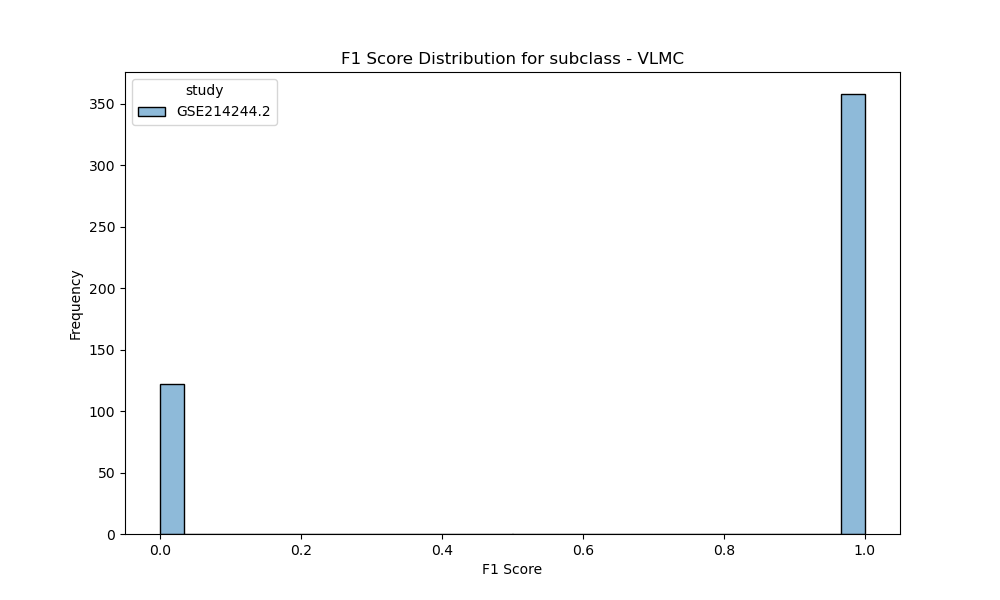 F1 Score Distribution for subclass - VLMC
study
GSE214244.2
Frequency
350
300
250
200
150
100
50
0
0.0 0.2 0.4 0.6 0.8 1.0
F1 Score